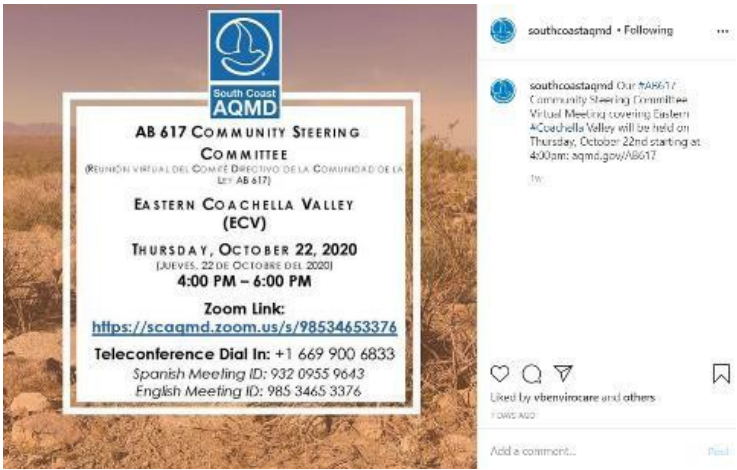 South Coast
AQMD
AB 617 COMMUNITY STEERING
COMMITTEE
(REUNIÓN VIRTUAL DEL COMITÉ DIRECTIVO DE LA COMUNIDAD DE LA
LEY AB 617)
EASTERN COACHELLA VALLEY
(ECV)
THURSDAY, OCTOBER 22, 2020
(JUEVES, 22 DE OCTOBRE DEL 2020)
4:00 PM – 6:00 PM
Zoom Link:
https://scaqmd.zoom.us/s/98534653376
Teleconference Dial In: +1 669 900 6833
Spanish Meeting ID: 932 0955 9643
English Meeting ID: 985 3465 3376
southcoastaqmd • Following
southcoastaqmd Our #AB617
Community Steering Committee
Virtual Meeting covering Eastern
#Coachella Valley will be held on
Thursday, October 22nd starting at
4:00pm: aqmd.gov/AB617
1w
Liked by vbenvirocare and others
7 DAYS AGO
Add a comment...
Post